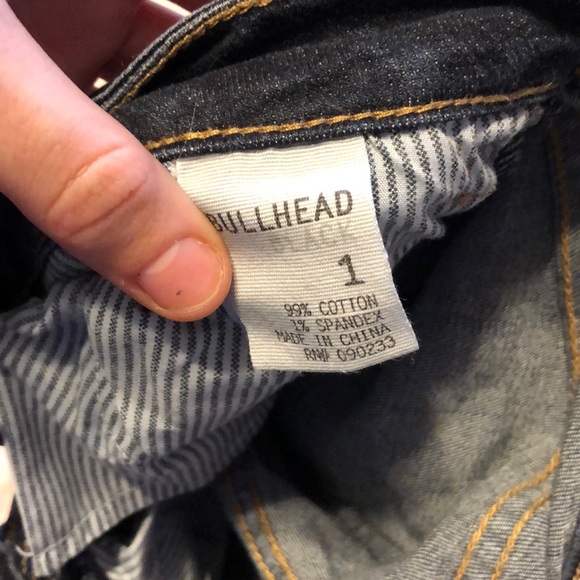 BULLHEAD
BLACK
1
99% COTTON
1% SPANDEX
MADE IN CHINA
RN# 090233